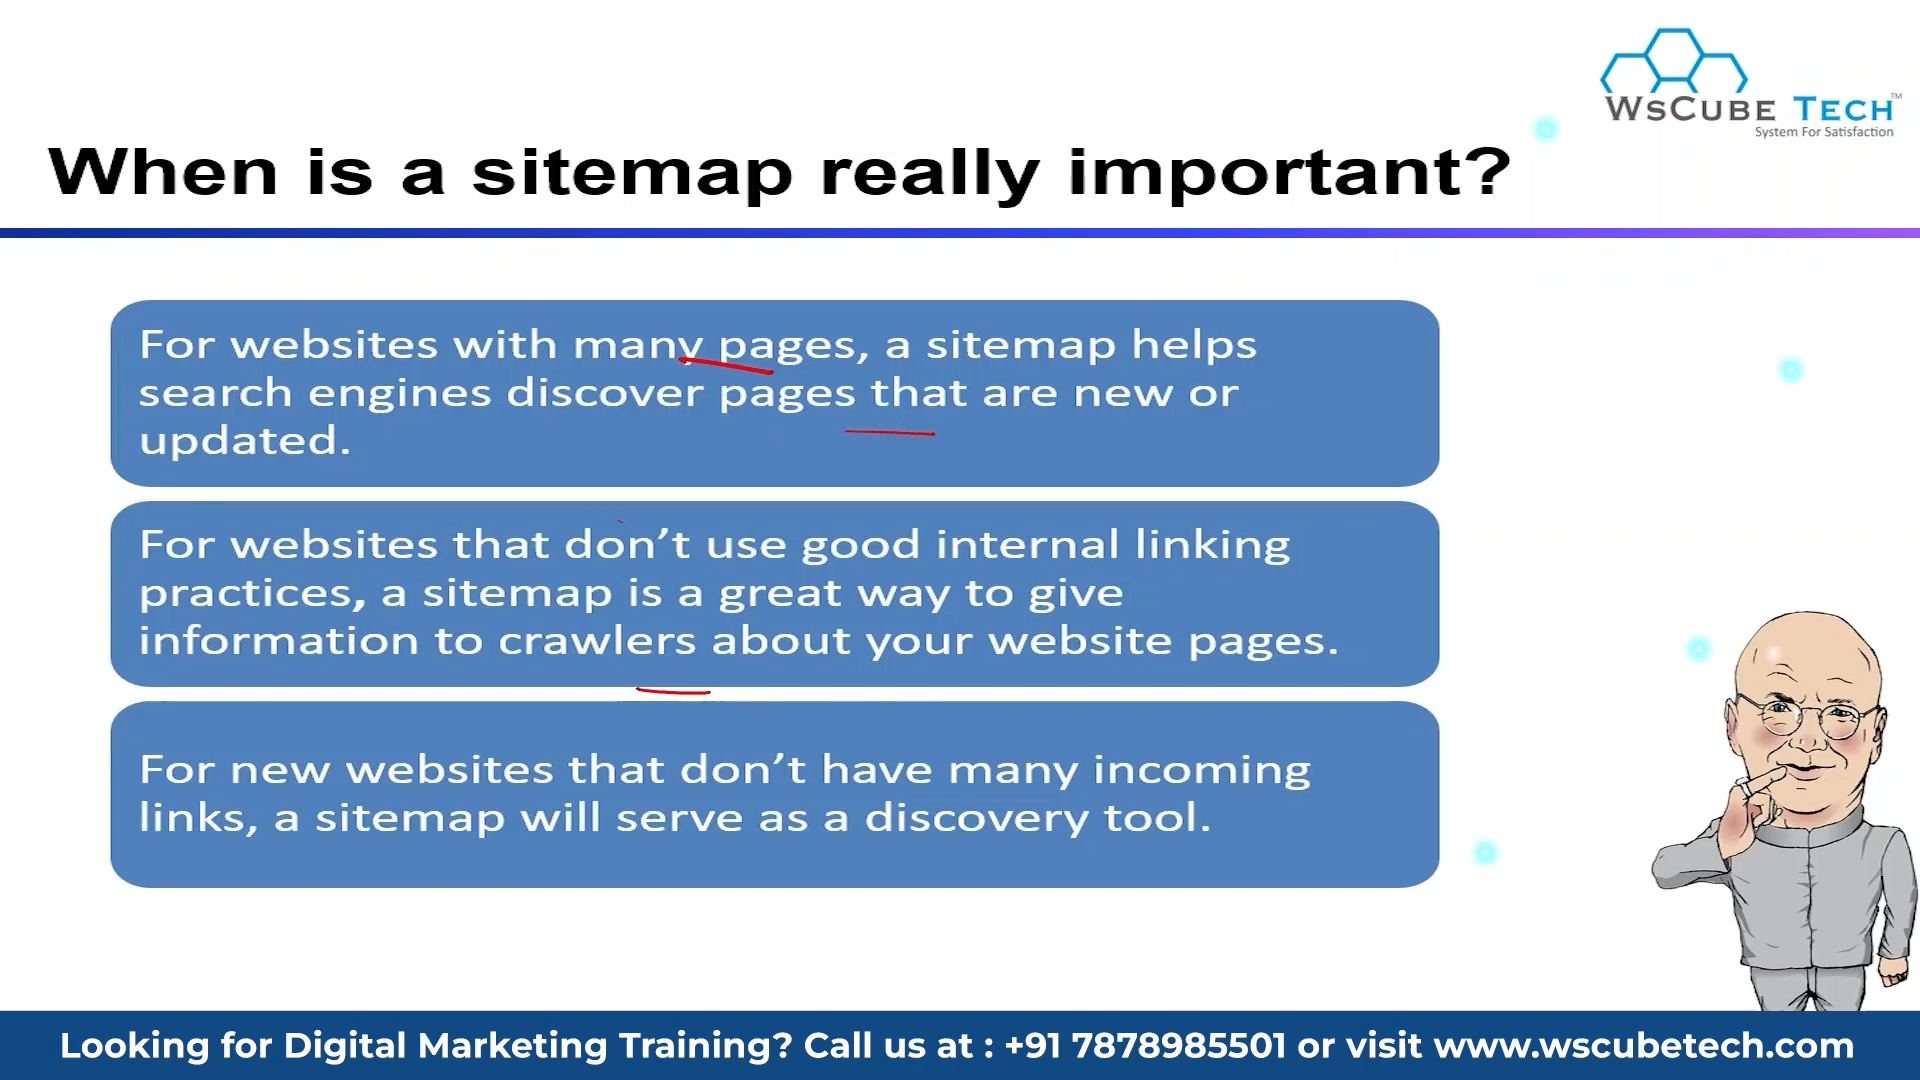 WsCube Tech™
System For Satisfaction
When is a sitemap really important?
For websites with many pages, a sitemap helps
search engines discover pages that are new or
updated.
For websites that don’t use good internal linking
practices, a sitemap is a great way to give
information to crawlers about your website pages.
For new websites that don’t have many incoming
links, a sitemap will serve as a discovery tool.
Looking for Digital Marketing Training? Call us at : +91 7878985501 or visit www.wscubetech.com